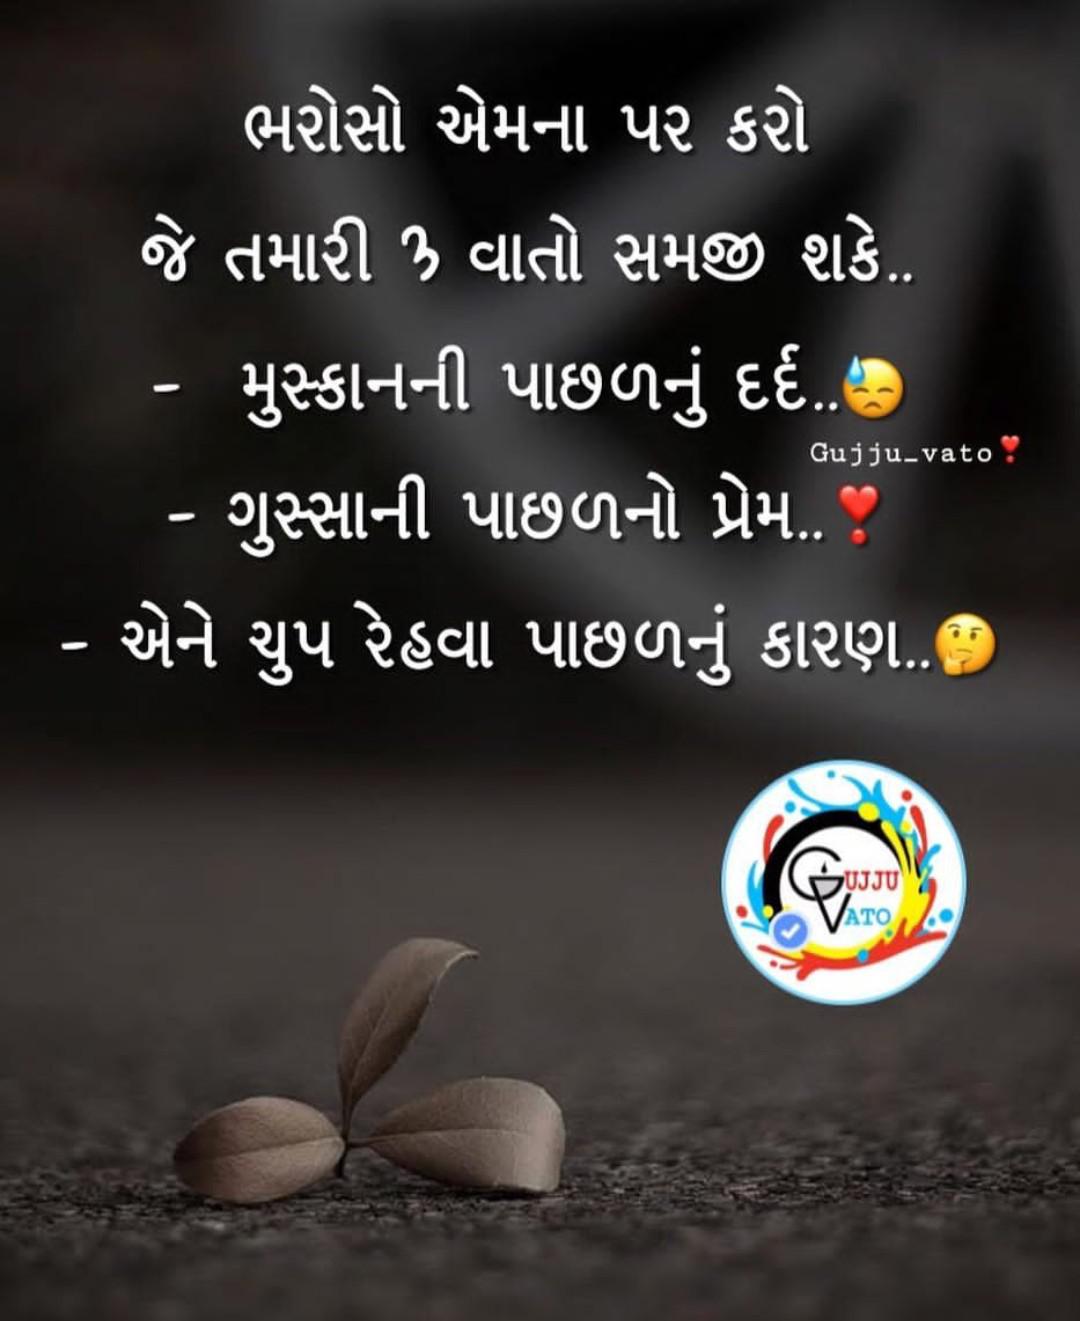 ભરોસો એમના પર કરો
જે તમારી ૩ વાતો સમજી શકે..
- મુસ્કાનની પાછળનું દર્દ..😓
Gujju_vato❣️
- ગુસ્સાની પાછળનો પ્રેમ..❣️
- એને ચુપ રેહવા પાછળનું કારણ..🤔
GUJJU
VATO